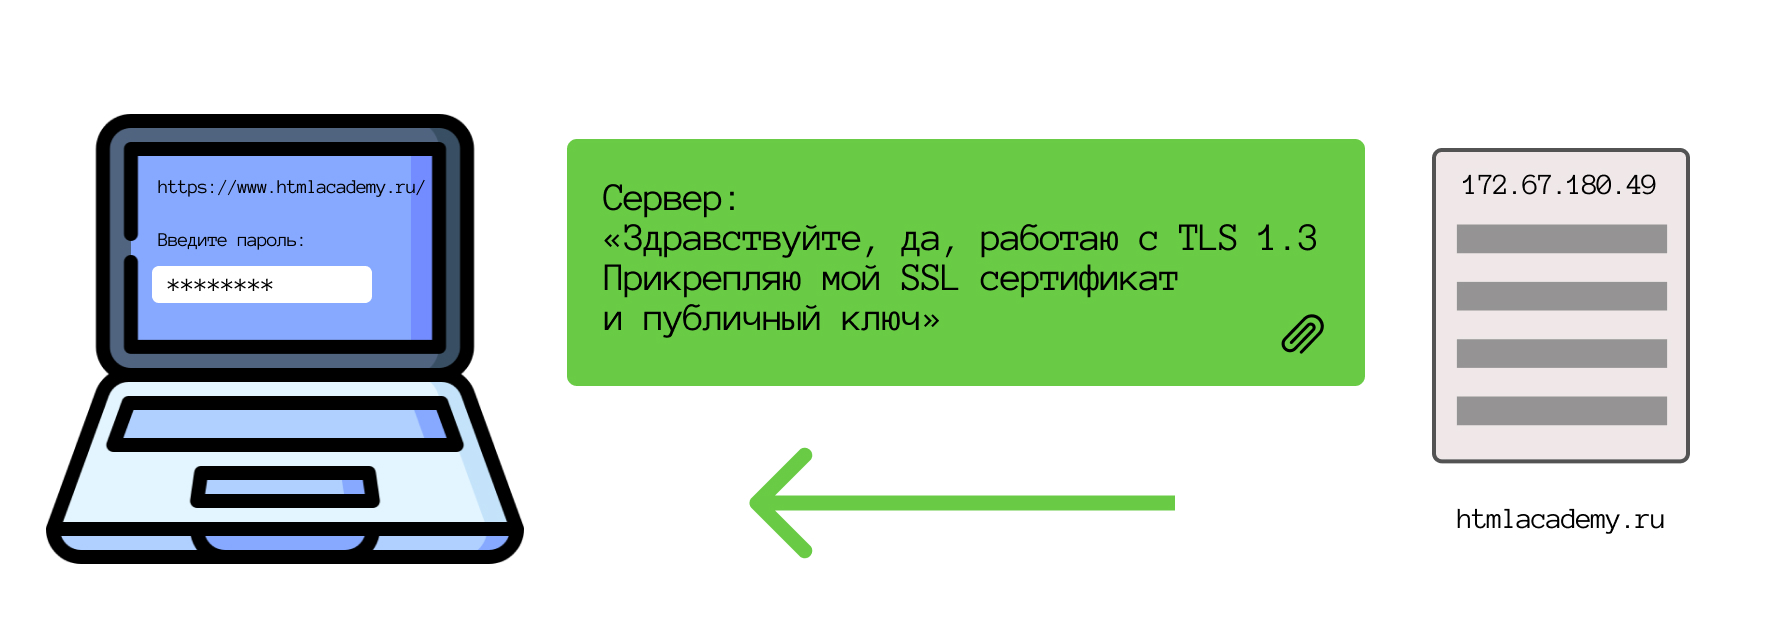 https://www.htmlacademy.ru/
Введите пароль:
********
Сервер:
«Здравствуйте, да, работаю с TLS 1.3
Прикрепляю мой SSL сертификат
и публичный ключ»
172.67.180.49
htmlacademy.ru